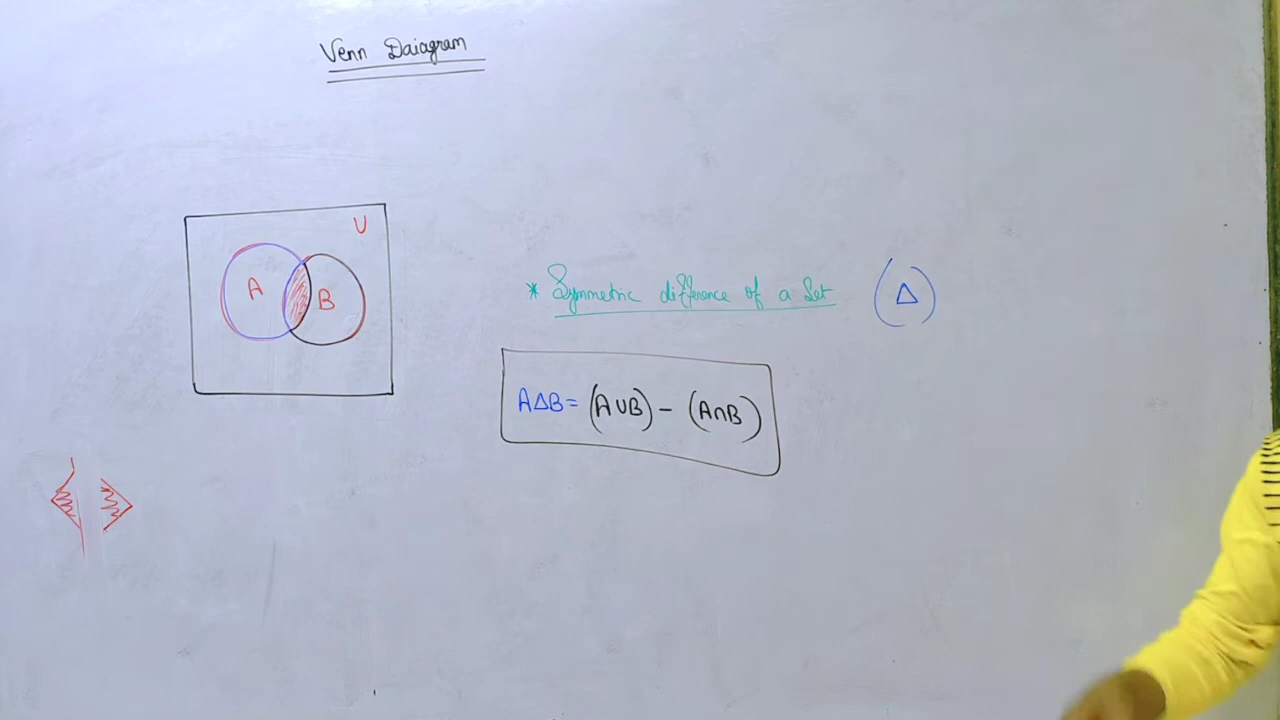 Venn Daiagram
U
A B
* Symmetric difference of a Set (Δ)
AΔB = (A∪B) - (A∩B)